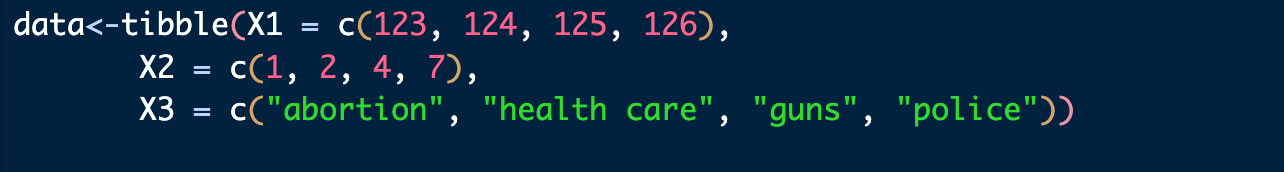 data<-tibble(X1 = c(123, 124, 125, 126),
X2 = c(1, 2, 4, 7),
X3 = c("abortion", "health care", "guns", "police"))